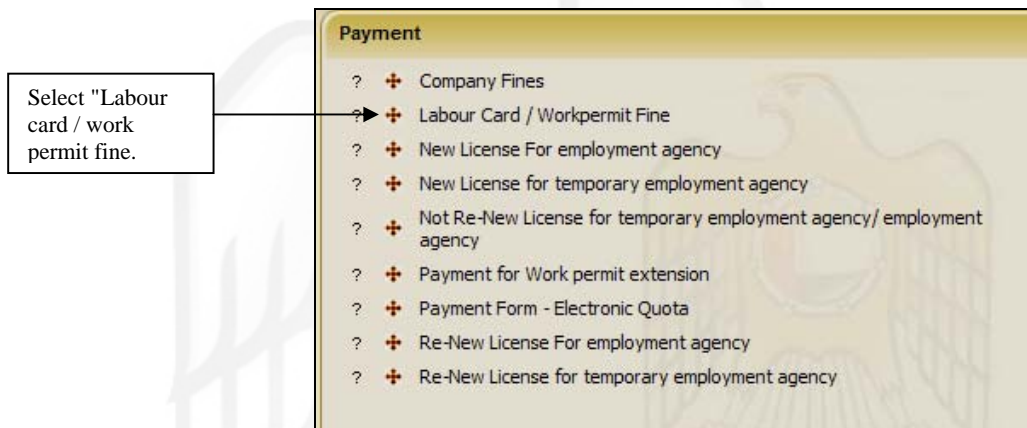 Payment
Select "Labour
card / work
permit fine.
? Company Fines
? Labour Card / Workpermit Fine
? New License For employment agency
? New License for temporary employment agency
? Not Re-New License for temporary employment agency/ employment
agency
? Payment for Work permit extension
? Payment Form - Electronic Quota
? Re-New License For employment agency
? Re-New License for temporary employment agency